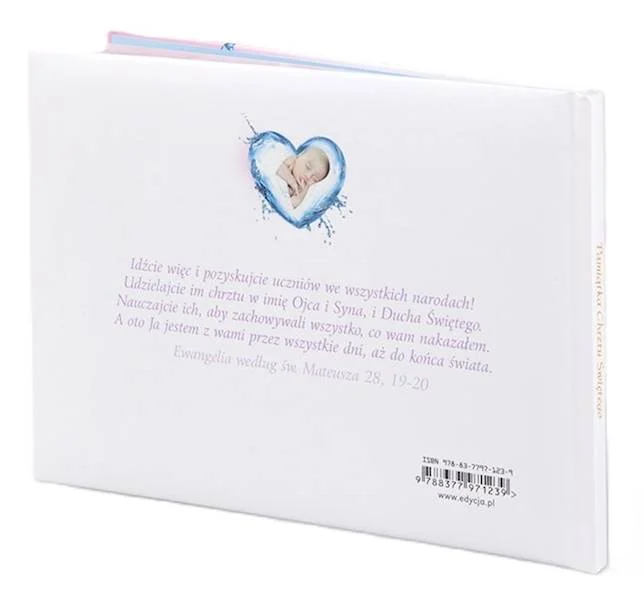 Idźcie więc i pozyskujcie uczniów we wszystkich narodach!
Udzielajcie im chrztu w imię Ojca i Syna, i Ducha Świętego.
Nauczajcie ich, aby zachowywali wszystko, co wam nakazałem.
A oto Ja jestem z wami przez wszystkie dni, aż do końca świata.
Ewangelia według św. Mateusza 28, 19-20
ISBN 978-83-7797-123-9
9 788377 971239 >
www.edycja.pl
Pamiątka Chrztu Świętego